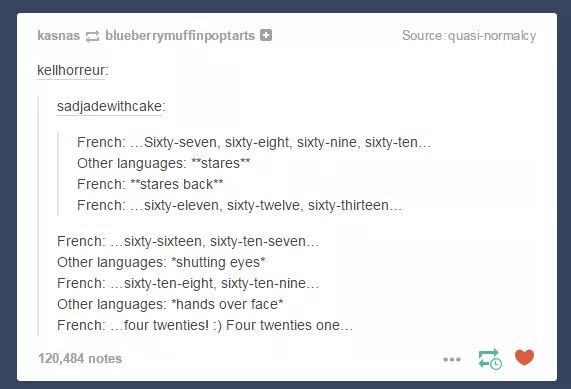 kasnas blueberrymuffinpoptarts Source: quasi-normalcy
kellhorreur:
sadjadewithcake:
French: …Sixty-seven, sixty-eight, sixty-nine, sixty-ten…
Other languages: **stares**
French: **stares back**
French: …sixty-eleven, sixty-twelve, sixty-thirteen…
French: …sixty-sixteen, sixty-ten-seven…
Other languages: *shutting eyes*
French: …sixty-ten-eight, sixty-ten-nine…
Other languages: *hands over face*
French: …four twenties! :) Four twenties one…
120,484 notes